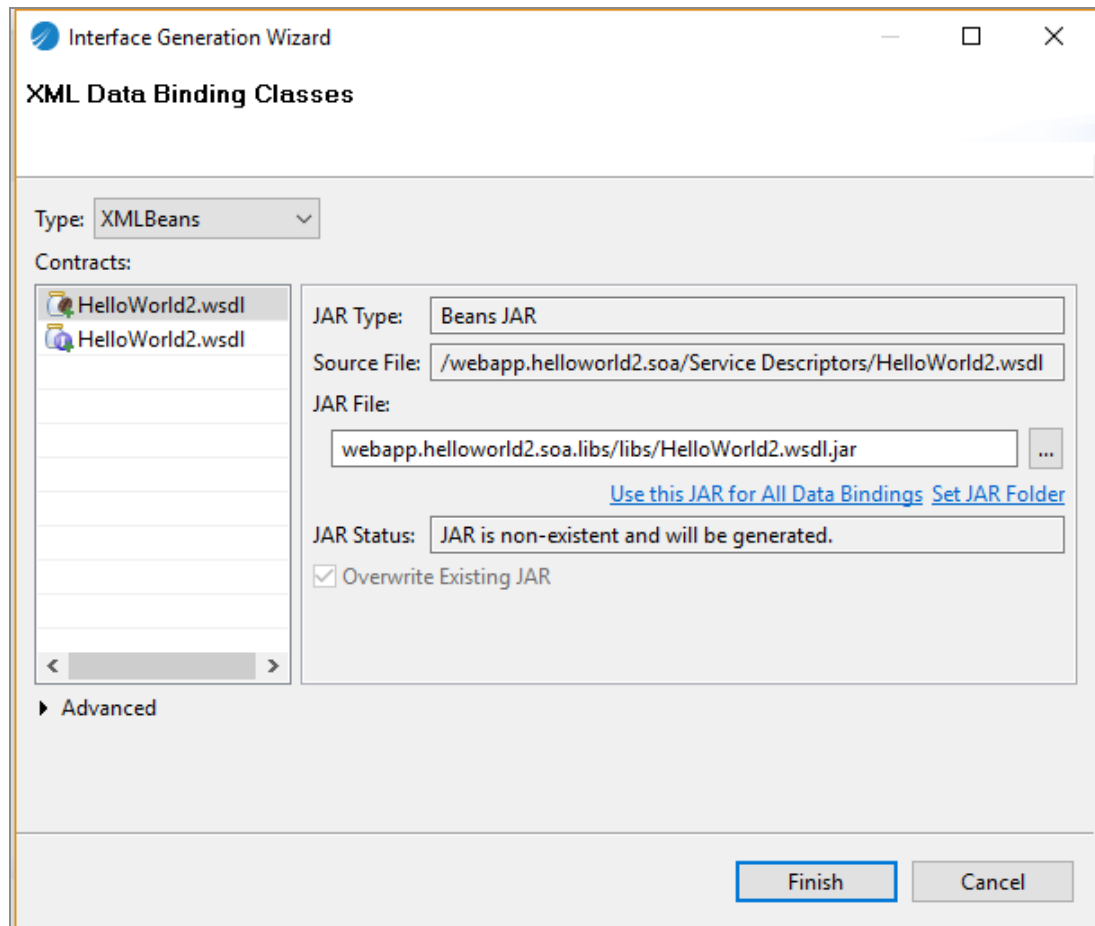 Interface Generation Wizard
XML Data Binding Classes
Type: XMLBeans
Contracts:
HelloWorld2.wsdl
HelloWorld2.wsdl
JAR Type: Beans JAR
Source File: /webapp.helloworld2.soa/Service Descriptors/HelloWorld2.wsdl
JAR File:
webapp.helloworld2.soa.libs/libs/HelloWorld2.wsdl.jar ...
Use this JAR for All Data Bindings Set JAR Folder
JAR Status: JAR is non-existent and will be generated.
Overwrite Existing JAR
Advanced
Finish Cancel